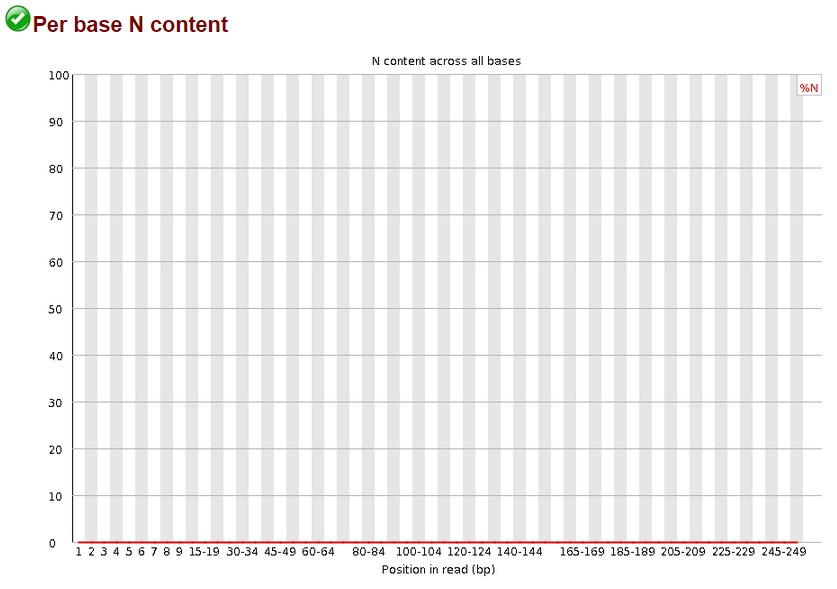 Per base N content
N content across all bases
%N
100
90
80
70
60
50
40
30
20
10
0
1 2 3 4 5 6 7 8 9 15-19 30-34 45-49 60-64 80-84 100-104 120-124 140-144 165-169 185-189 205-209 225-229 245-249
Position in read (bp)